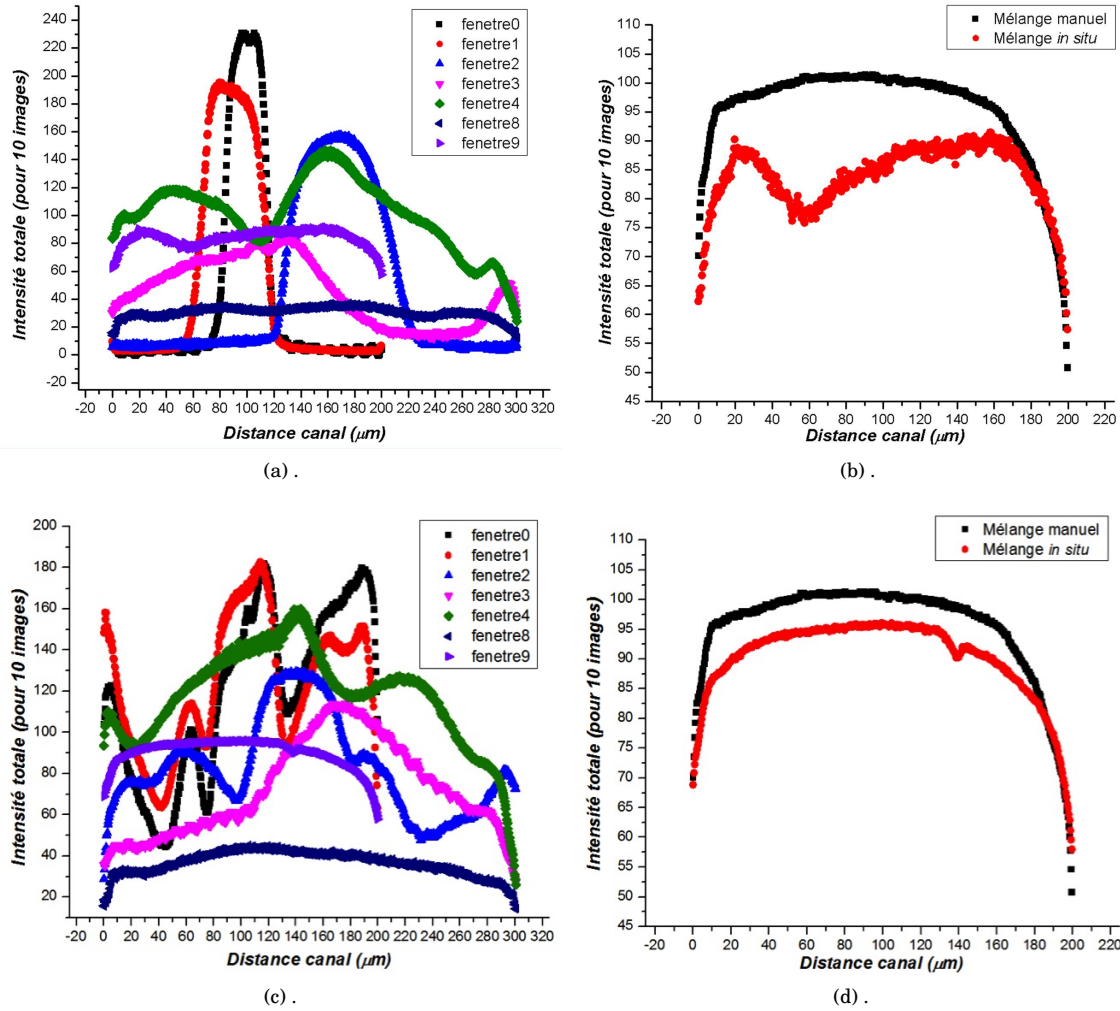 240
220
200
180
160
140
120
100
80
60
40
20
0
-20
Intensité totale (pour 10 images)
-20 0 20 40 60 80 100 120 140 160 180 200 220 240 260 280 300 320
Distance canal (μm)
fenetre0
fenetre1
fenetre2
fenetre3
fenetre4
fenetre8
fenetre9
(a) .
110
105
100
95
90
85
80
75
70
65
60
55
50
45
Intensité totale (pour 10 images)
-20 0 20 40 60 80 100 120 140 160 180 200 220
Distance canal (μm)
Mélange manuel
Mélange in situ
(b) .
200
180
160
140
120
100
80
60
40
20
Intensité totale (pour 10 images)
-20 0 20 40 60 80 100 120 140 160 180 200 220 240 260 280 300 320
Distance canal (μm)
fenetre0
fenetre1
fenetre2
fenetre3
fenetre4
fenetre8
fenetre9
(c) .
110
105
100
95
90
85
80
75
70
65
60
55
50
45
Intensité totale (pour 10 images)
-20 0 20 40 60 80 100 120 140 160 180 200 220
Distance canal (μm)
Mélange manuel
Mélange in situ
(d) .